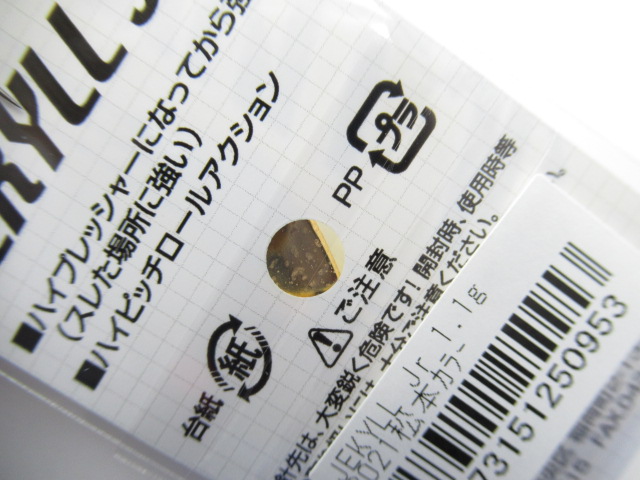 ■ハイプレッシャーになってから強
(スレた場所に強い)
■ハイピッチロールアクション
プラ
PP
紙
台紙
ご注意
針先は、大変鋭く危険です!開封時、使用時等
十分ご注意ください。
JEKYLL Jr 1.1g
松本カラー
73151250953